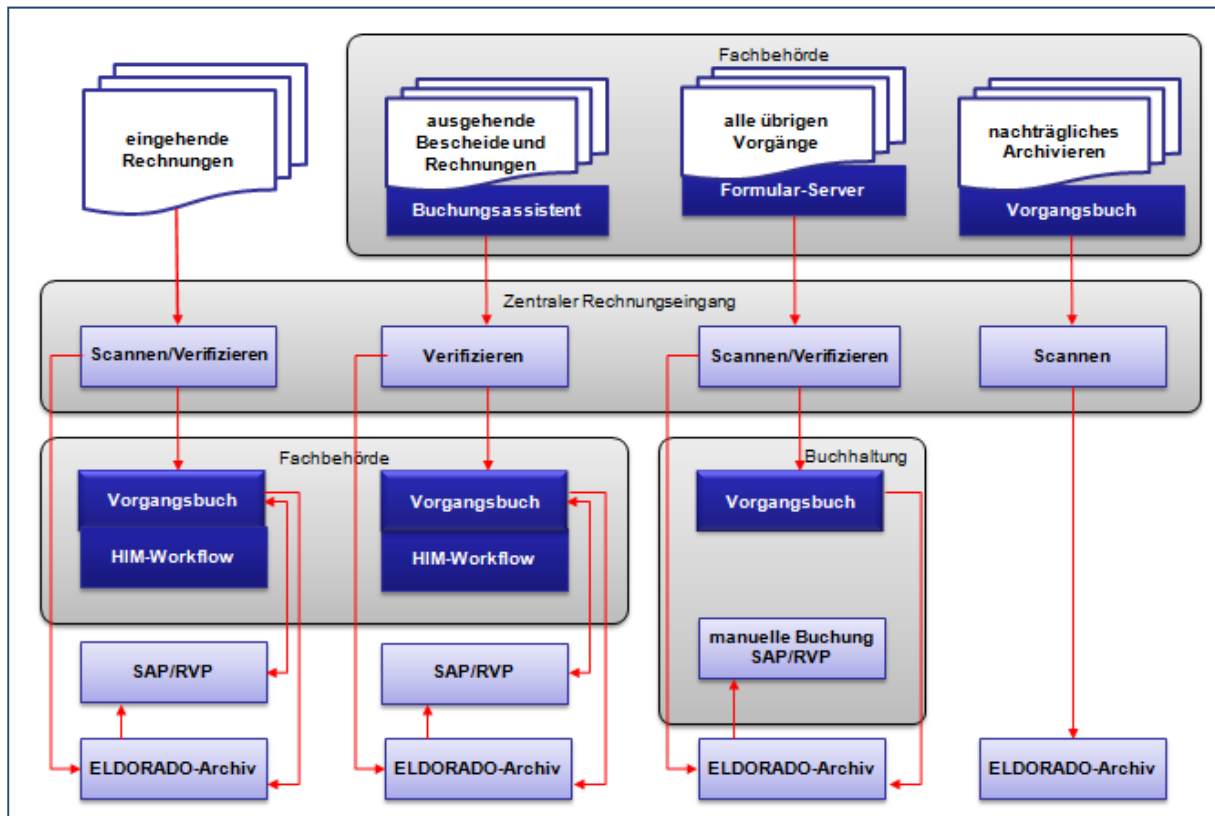 Fachbehörde
eingehende
Rechnungen
ausgehende
Bescheide und
Rechnungen
Buchungsassistent
alle übrigen
Vorgänge
Formular-Server
nachträgliches
Archivieren
Vorgangsbuch
Zentraler Rechnungseingang
Scannen/Verifizieren
Verifizieren
Scannen/Verifizieren
Scannen
Fachbehörde
Vorgangsbuch
HIM-Workflow
Vorgangsbuch
HIM-Workflow
Buchhaltung
Vorgangsbuch
manuelle Buchung
SAP/RVP
SAP/RVP
SAP/RVP
ELDORADO-Archiv
ELDORADO-Archiv
ELDORADO-Archiv
ELDORADO-Archiv